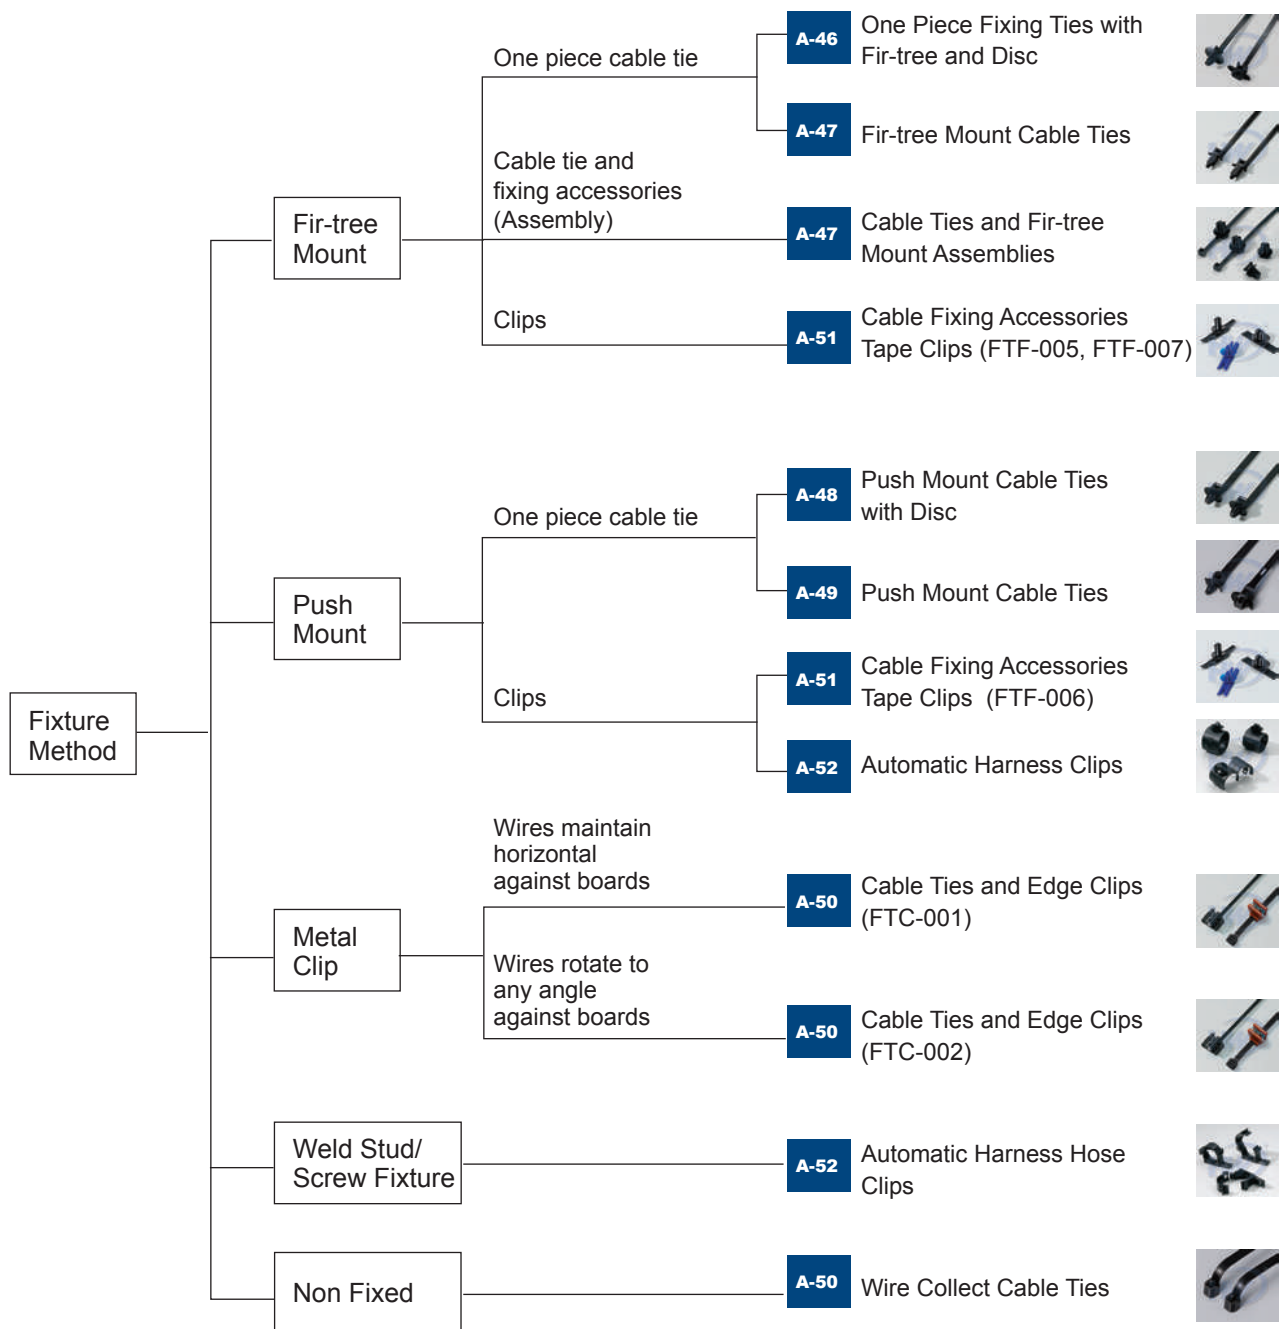 One piece cable tie
A-46
One Piece Fixing Ties with
Fir-tree and Disc
A-47
Fir-tree Mount Cable Ties
Cable tie and
fixing accessories
(Assembly)
Fir-tree
Mount
A-47
Cable Ties and Fir-tree
Mount Assemblies
Clips
A-51
Cable Fixing Accessories
Tape Clips (FTF-005, FTF-007)
One piece cable tie
A-48
Push Mount Cable Ties
with Disc
Push
Mount
A-49
Push Mount Cable Ties
Clips
A-51
Cable Fixing Accessories
Tape Clips (FTF-006)
Fixture
Method
A-52
Automatic Harness Clips
Wires maintain
horizontal
against boards
A-50
Cable Ties and Edge Clips
(FTC-001)
Metal
Clip
Wires rotate to
any angle
against boards
A-50
Cable Ties and Edge Clips
(FTC-002)
Weld Stud/
Screw Fixture
A-52
Automatic Harness Hose
Clips
Non Fixed
A-50
Wire Collect Cable Ties